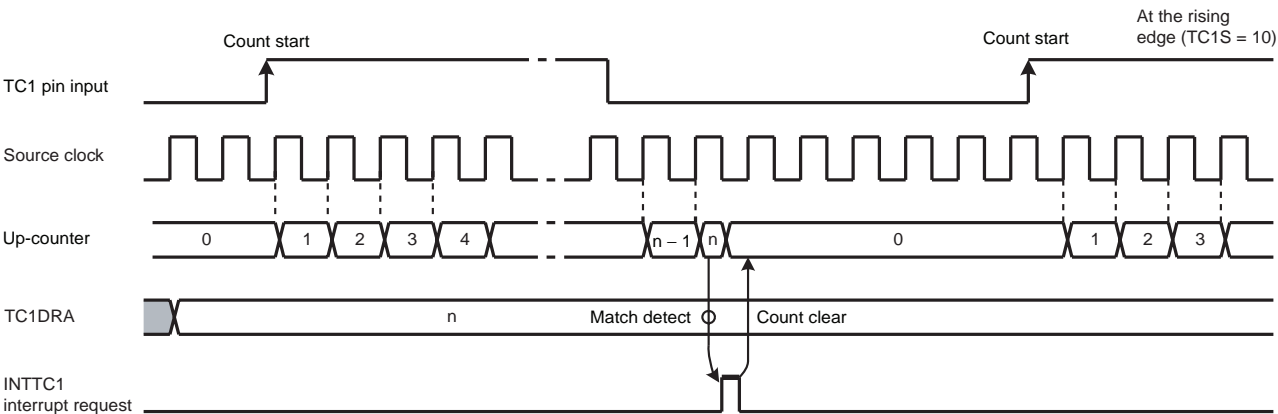 At the rising
edge (TC1S = 10)
Count start
Count start
TC1 pin input
Source clock
Up-counter
0 1 2 3 4 n – 1 n 0 1 2 3
TC1DRA
n Match detect Count clear
INTTC1
interrupt request